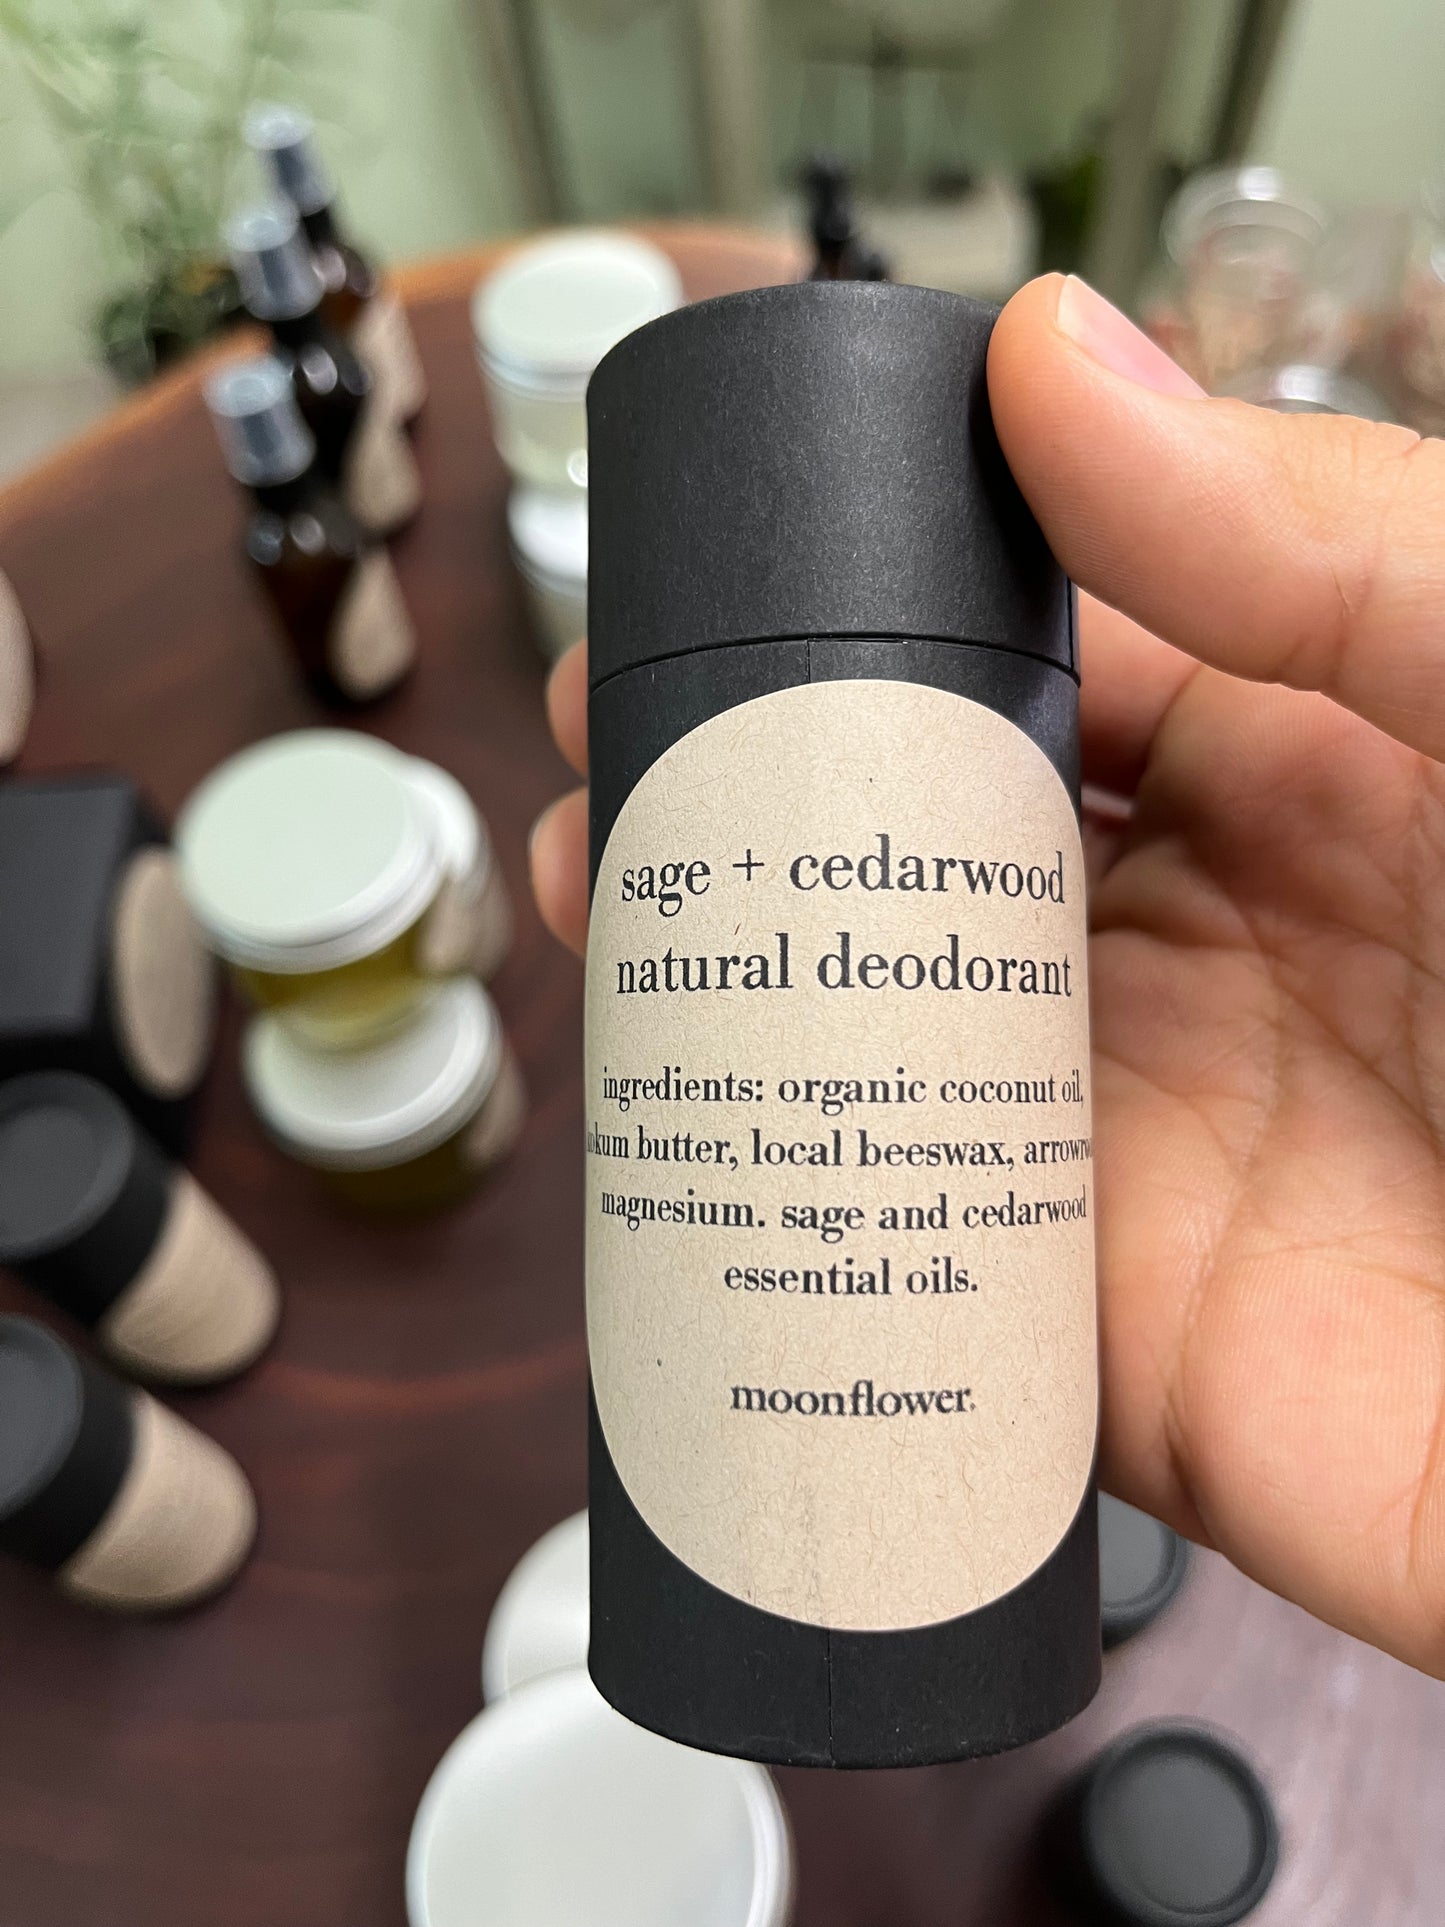 sage + cedarwood
natural deodorant
ingredients: organic coconut oil,
butter, local beeswax,
magnesium. sage and cedarwood
essential oils.
moonflower.